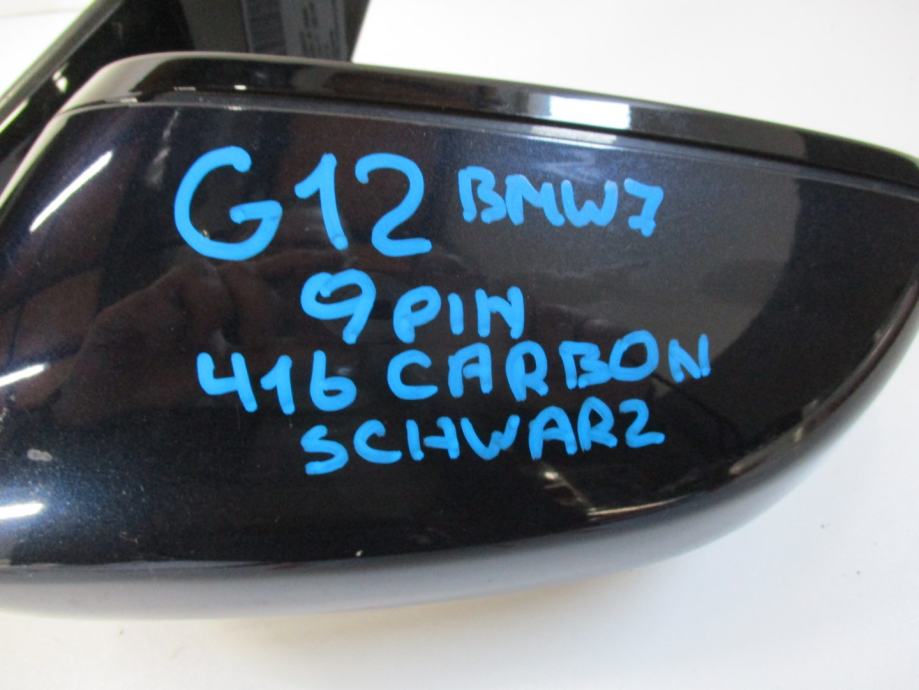 G12 BMW7
9 PIN
416 CARBON
SCHWARZ